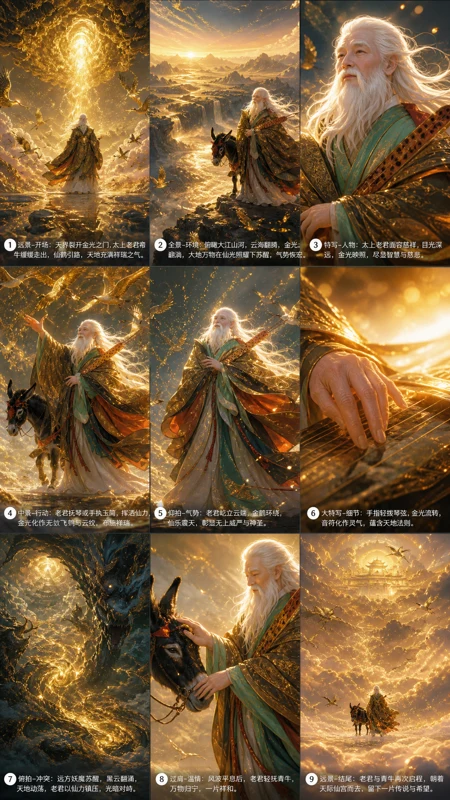 1 远景-开场：天界裂开金光之门，太上老君骑
牛缓缓走出，仙鹤引路，天地充满祥瑞之气。
2 全景-环境：俯瞰大江山河，云海翻腾，金光
翻涌，大地万物在仙光照耀下苏醒，气势恢宏。
3 特写-人物：太上老君面容慈祥，目光深
远，金光映照，尽显智慧与慈悲。
4 中景-行动：老君抚琴或手执玉简，挥洒仙力，
金光化作无数飞鹤与云纹，祥瑞。
5 仰拍-气势：老君屹立云端，金鹤环绕，
仙乐震天，彰显无上威严与神圣。
6 大特写-细节：手指轻拨琴弦，金光流转，
音符化作灵气，蕴含天地法则。
7 俯拍-冲突：远方妖魔苏醒，黑云翻涌，
天地动荡，老君以仙力镇压，光暗对峙。
8 过肩-温情：风波平息后，老君轻抚青牛，
万物归宁，一片祥和。
9 远景-结尾：老君与青牛再次启程，朝着
天际仙宫而去，留下一片传说与希望。